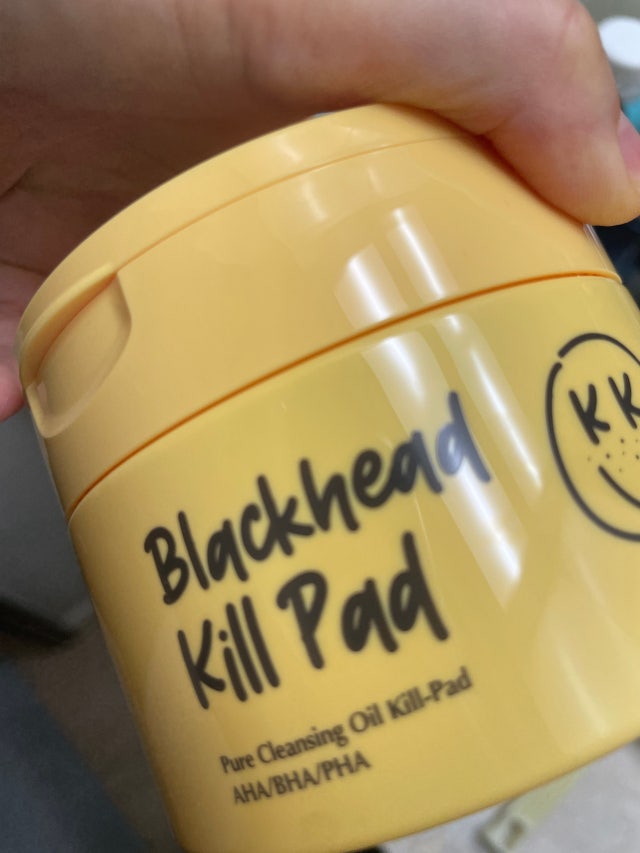 Blackhead
Kill Pad
Pure Cleansing Oil Kill-Pad
AHA/BHA/PHA
K K